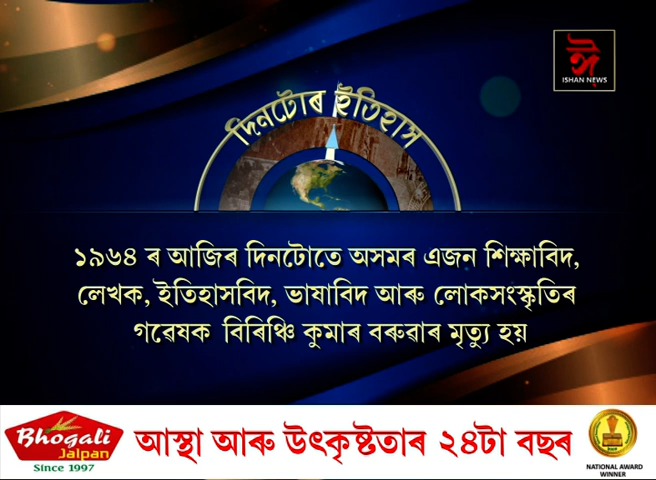 ঈ
ISHAN NEWS
দিনটোৰ ইতিহাস
১৯৬৪ ৰ আজিৰ দিনটোতে অসমৰ এজন শিক্ষাবিদ,
লেখক, ইতিহাসবিদ, ভাষাবিদ আৰু লোকসংস্কৃতিৰ
গৱেষক বিৰিঞ্চি কুমাৰ বৰুৱাৰ মৃত্যু হয়
Bhogali
Jalpan
Since 1997
আস্থা আৰু উৎকৃষ্টতাৰ ২৪টা বছৰ
NATIONAL AWARD
WINNER